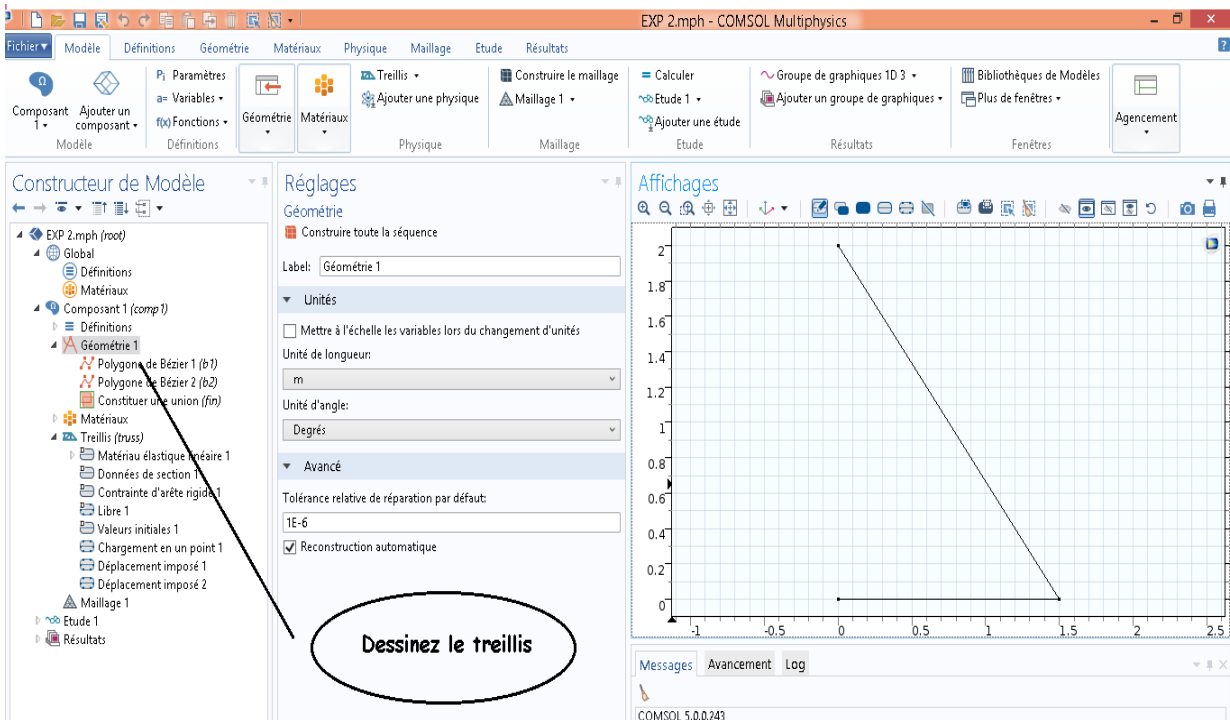 EXP 2.mph - COMSOL Multiphysics
Fichier Modèle Définitions Géométrie Matériaux Physique Maillage Etude Résultats
Composant 1
Ajouter un composant
Modèle
Pi Paramètres
a= Variables
f(x) Fonctions
Définitions
Géométrie
Matériaux
Treillis
Ajouter une physique
Physique
Construire le maillage
Maillage 1
Maillage
= Calculer
Etude 1
Ajouter une étude
Etude
Groupe de graphiques 1D 3
Ajouter un groupe de graphiques
Résultats
Bibliothèques de Modèles
Plus de fenêtres
Fenêtres
Agencement
Constructeur de Modèle
EXP 2.mph (root)
Global
Définitions
Matériaux
Composant 1 (comp1)
Définitions
Géométrie 1
Polygone de Bézier 1 (b1)
Polygone de Bézier 2 (b2)
Constituer une union (fin)
Matériaux
Treillis (truss)
Matériau élastique linéaire 1
Données de section 1
Contrainte d'arête rigide 1
Libre 1
Valeurs initiales 1
Chargement en un point 1
Déplacement imposé 1
Déplacement imposé 2
Maillage 1
Etude 1
Résultats
Réglages
Géométrie
Construire toute la séquence
Label: Géométrie 1
Unités
Mettre à l'échelle les variables lors du changement d'unités
Unité de longueur:
m
Unité d'angle:
Degrés
Avancé
Tolérance relative de réparation par défaut:
1E-6
Reconstruction automatique
Dessinez le treillis
Affichages
2
1.8
1.6
1.4
1.2
1
0.8
0.6
0.4
0.2
0
-1 -0.5 0 0.5 1 1.5 2 2.5
Messages Avancement Log
COMSOL 5.0.0.243